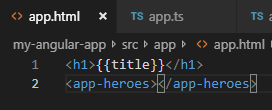 app.html TS app.ts
my-angular-app > src > app > app.html
1 <h1>{{title}}</h1>
2 <app-heroes></app-heroes>